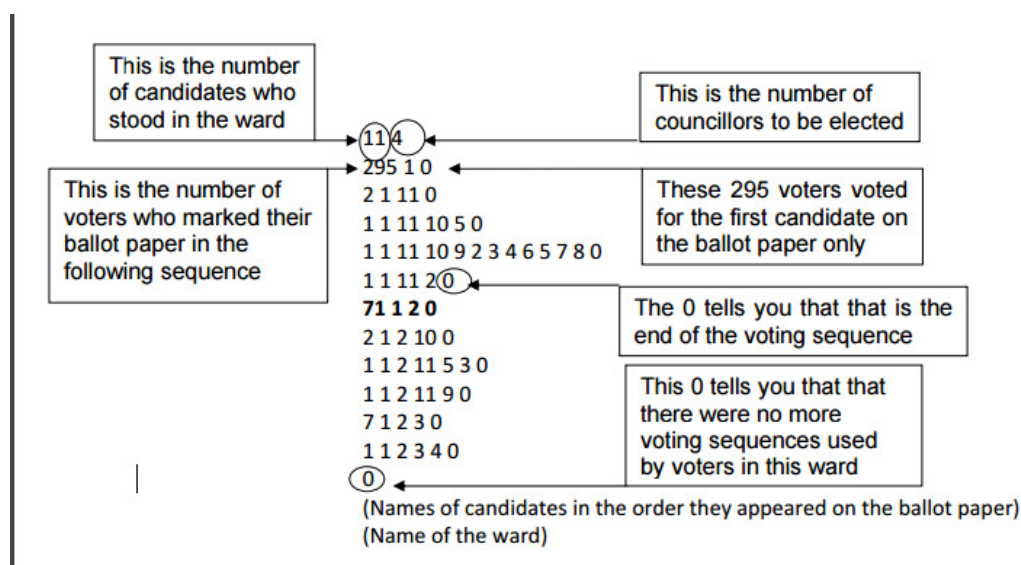 This is the number
of candidates who
stood in the ward
This is the number of
councillors to be elected
11 4
295 1 0
This is the number of
voters who marked their
ballot paper in the
following sequence
These 295 voters voted
for the first candidate on
the ballot paper only
2 1 11 0
1 1 11 10 5 0
1 1 11 10 9 2 3 4 6 5 7 8 0
1 1 11 2 0
The 0 tells you that that is the
end of the voting sequence
71 1 2 0
2 1 2 10 0
1 1 2 11 5 3 0
1 1 2 11 9 0
7 1 2 3 0
1 1 2 3 4 0
This 0 tells you that that
there were no more
voting sequences used
by voters in this ward
0
(Names of candidates in the order they appeared on the ballot paper)
(Name of the ward)